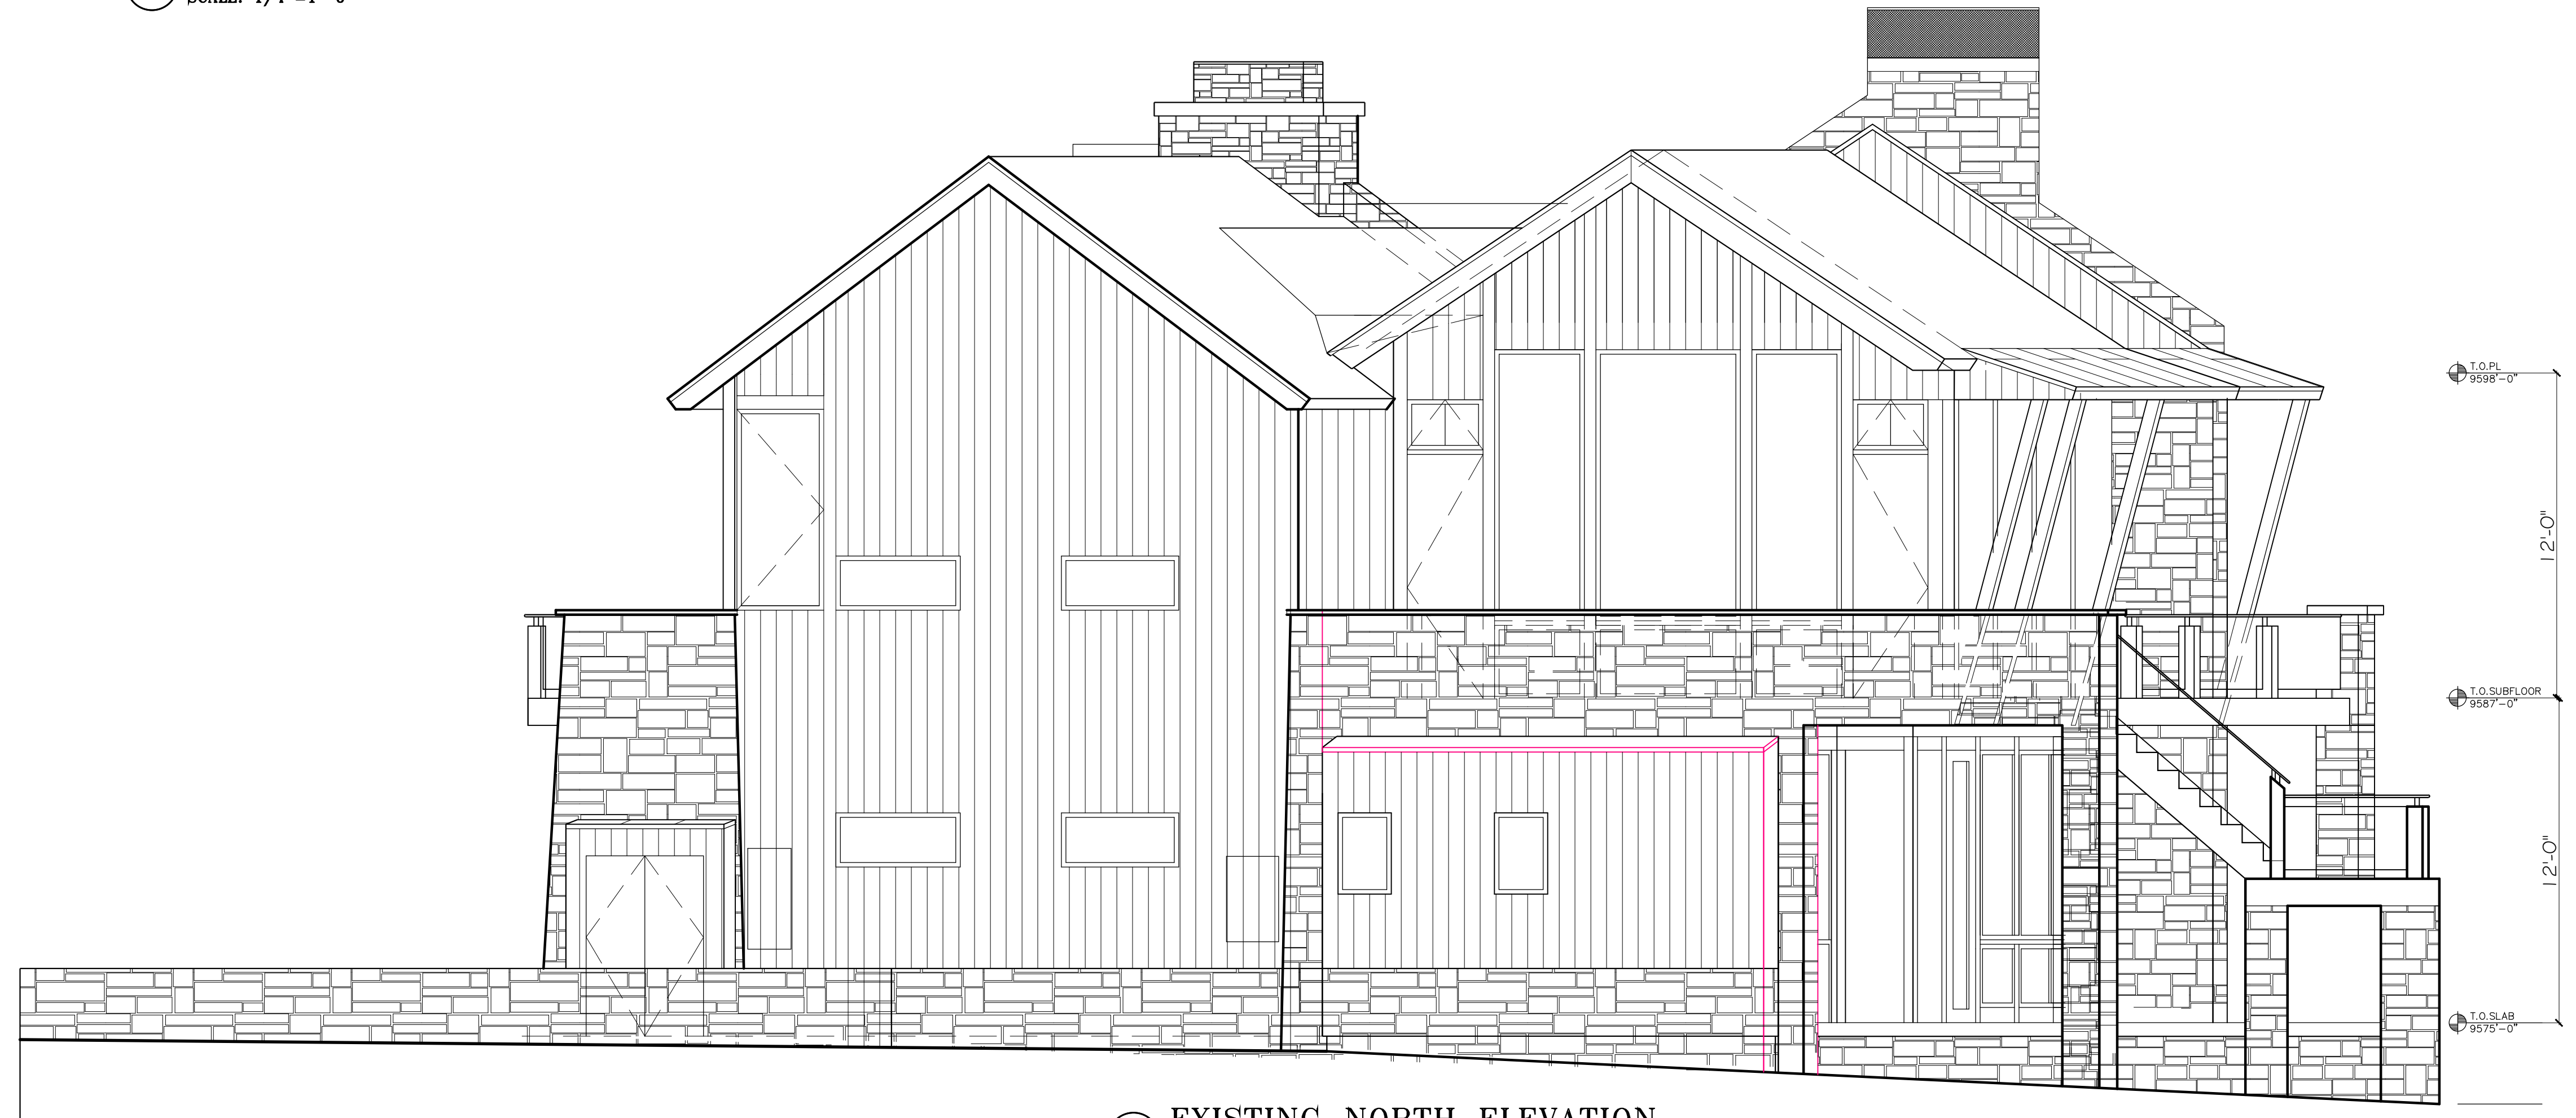 T.O.PL
9598'-0"
12'-0"
T.O.SUBFLOOR
9587'-0"
12'-0"
T.O.SLAB
9575'-0"
EXISTING NORTH ELEVATION